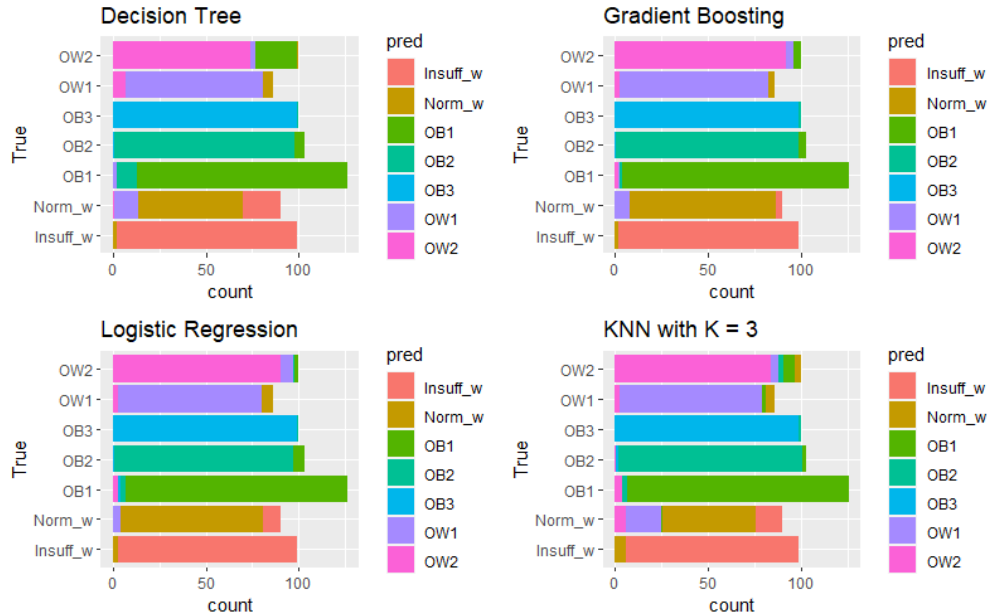 Decision Tree
True
OW2
OW1
OB3
OB2
OB1
Norm_w
Insuff_w
0
50
100
count
pred
Insuff_w
Norm_w
OB1
OB2
OB3
OW1
OW2
Gradient Boosting
True
OW2
OW1
OB3
OB2
OB1
Norm_w
Insuff_w
0
50
100
count
pred
Insuff_w
Norm_w
OB1
OB2
OB3
OW1
OW2
Logistic Regression
True
OW2
OW1
OB3
OB2
OB1
Norm_w
Insuff_w
0
50
100
count
pred
Insuff_w
Norm_w
OB1
OB2
OB3
OW1
OW2
KNN with K = 3
True
OW2
OW1
OB3
OB2
OB1
Norm_w
Insuff_w
0
50
100
count
pred
Insuff_w
Norm_w
OB1
OB2
OB3
OW1
OW2